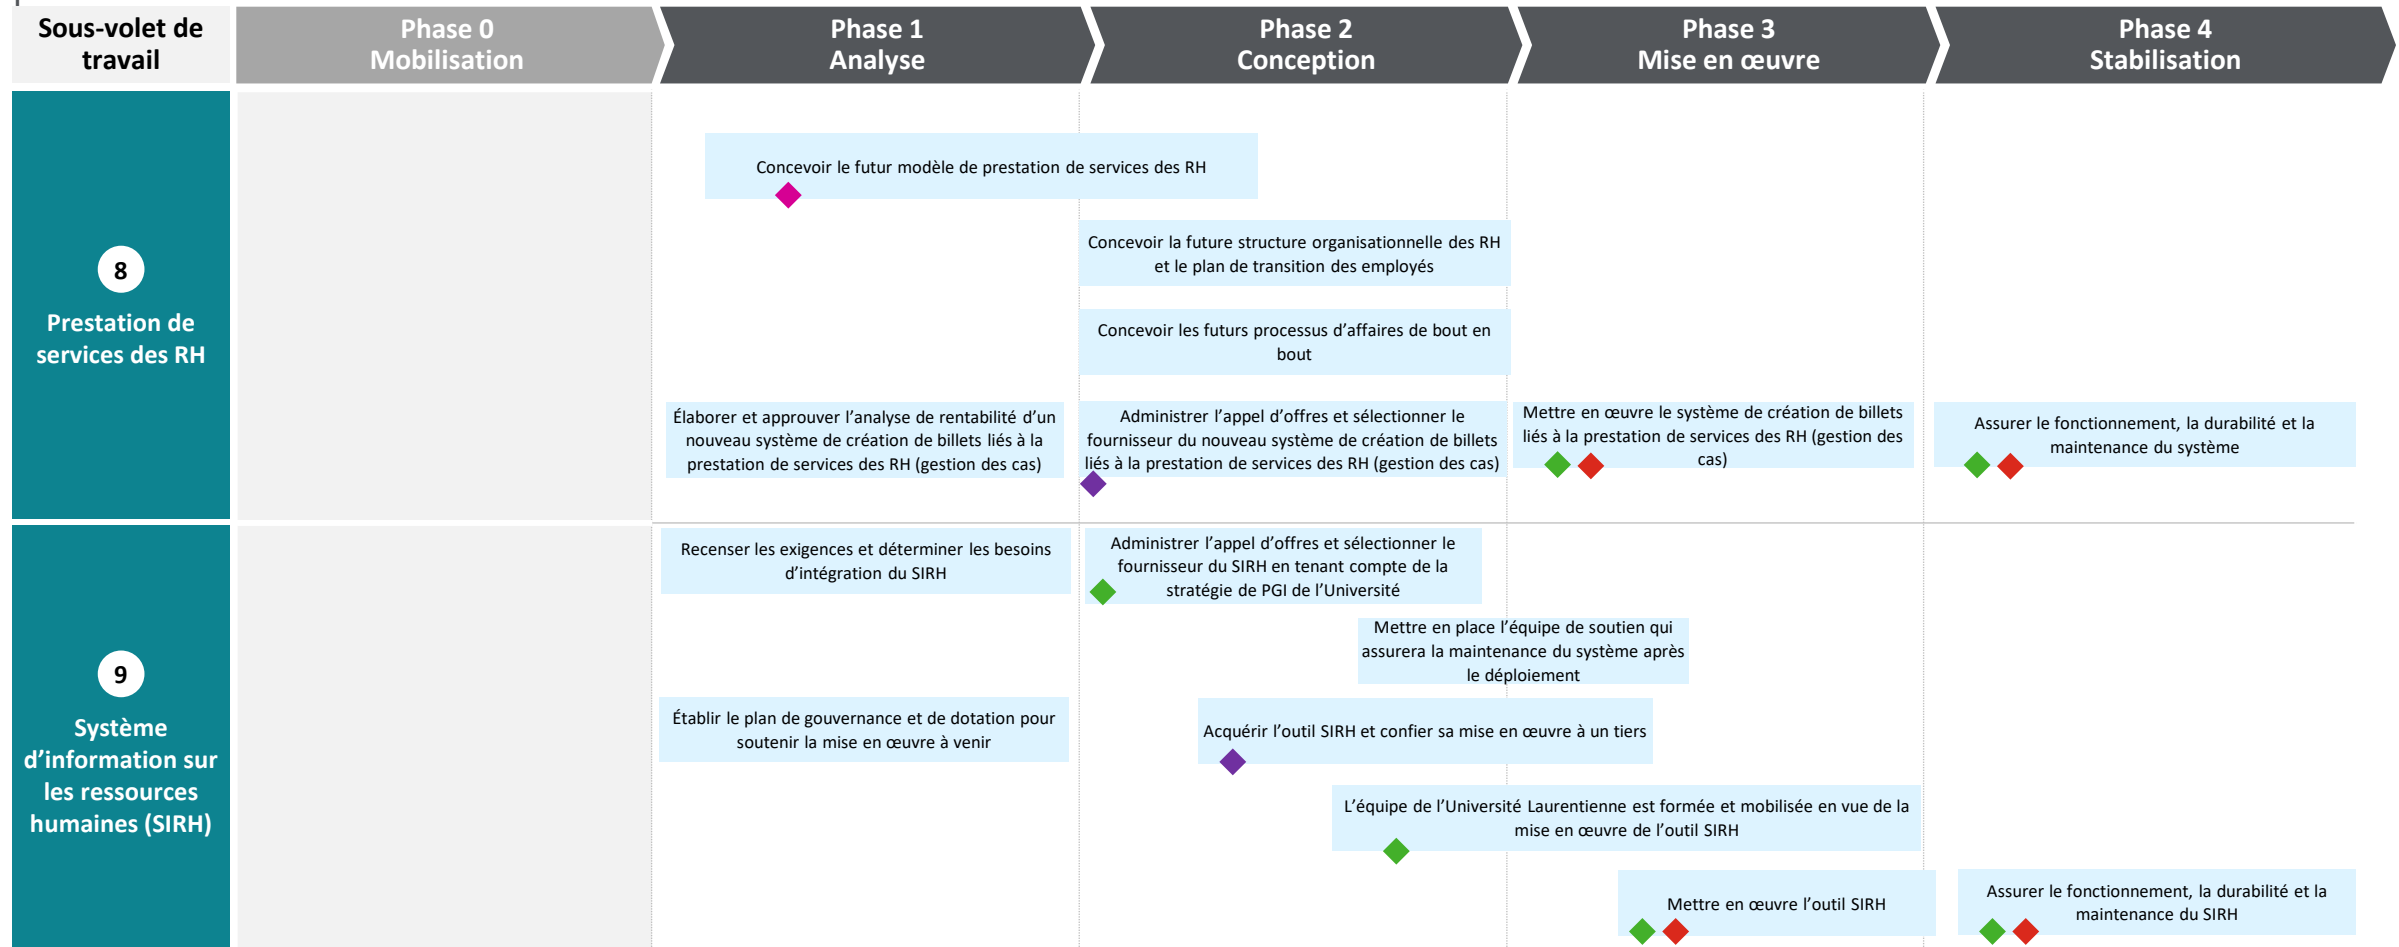 Sous-volet de
travail
Phase 0
Mobilisation
Phase 1
Analyse
Phase 2
Conception
Phase 3
Mise en œuvre
Phase 4
Stabilisation
8
Prestation de
services des RH
Concevoir le futur modèle de prestation de services des RH
Concevoir la future structure organisationnelle des RH
et le plan de transition des employés
Concevoir les futurs processus d’affaires de bout en
bout
Élaborer et approuver l’analyse de rentabilité d’un
nouveau système de création de billets liés à la
prestation de services des RH (gestion des cas)
Administrer l’appel d’offres et sélectionner le
fournisseur du nouveau système de création de billets
liés à la prestation de services des RH (gestion des cas)
Mettre en œuvre le système de création de billets
liés à la prestation de services des RH (gestion des
cas)
Assurer le fonctionnement, la durabilité et la
maintenance du système
9
Système
d’information sur
les ressources
humaines (SIRH)
Recenser les exigences et déterminer les besoins
d’intégration du SIRH
Administrer l’appel d’offres et sélectionner le
fournisseur du SIRH en tenant compte de la
stratégie de PGI de l’Université
Mettre en place l’équipe de soutien qui
assurera la maintenance du système après
le déploiement
Établir le plan de gouvernance et de dotation pour
soutenir la mise en œuvre à venir
Acquérir l’outil SIRH et confier sa mise en œuvre à un tiers
L’équipe de l’Université Laurentienne est formée et mobilisée en vue de la
mise en œuvre de l’outil SIRH
Mettre en œuvre l’outil SIRH
Assurer le fonctionnement, la durabilité et la
maintenance du SIRH